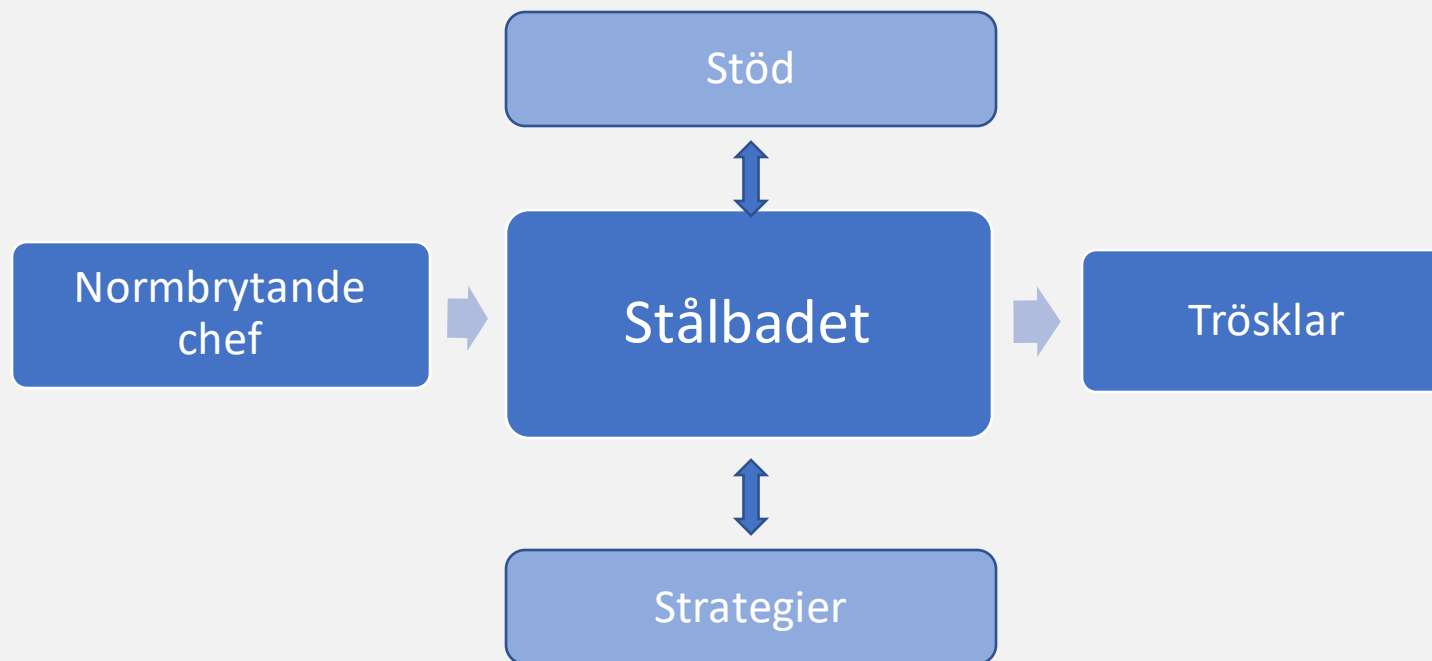 Stöd
Normbrytande
chef
Stålbadet
Trösklar
Strategier